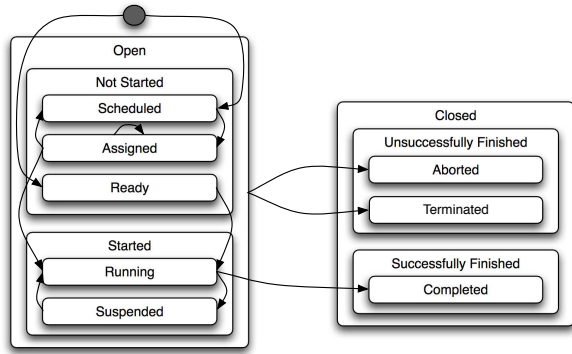 Open
Not Started
Scheduled
Assigned
Ready
Started
Running
Suspended
Closed
Unsuccessfully Finished
Aborted
Terminated
Successfully Finished
Completed